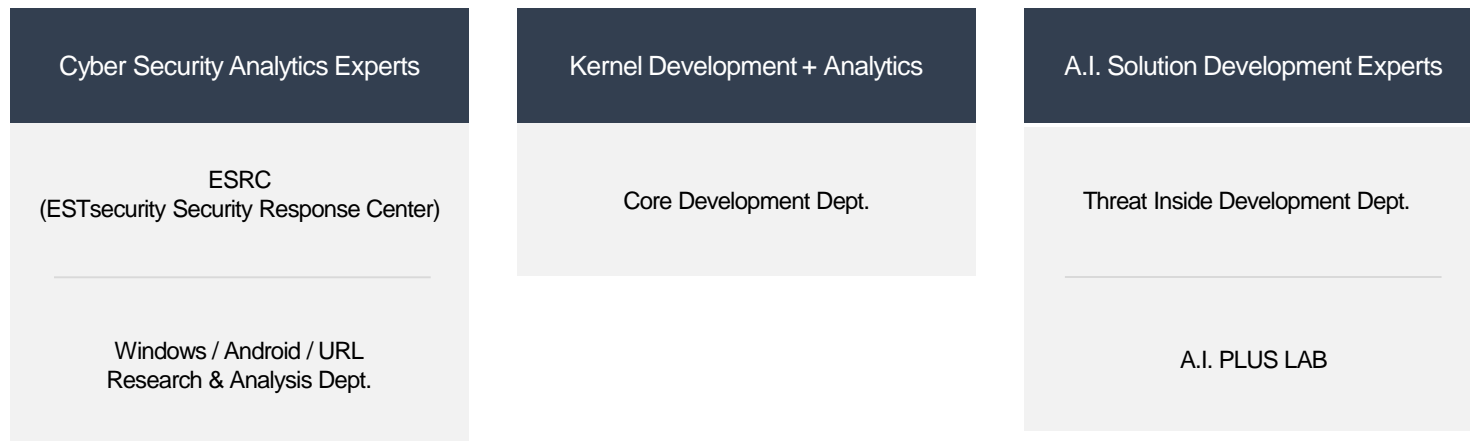 Cyber Security Analytics Experts
ESRC
(ESTsecurity Security Response Center)
Windows / Android / URL
Research & Analysis Dept.
Kernel Development + Analytics
Core Development Dept.
A.I. Solution Development Experts
Threat Inside Development Dept.
A.I. PLUS LAB